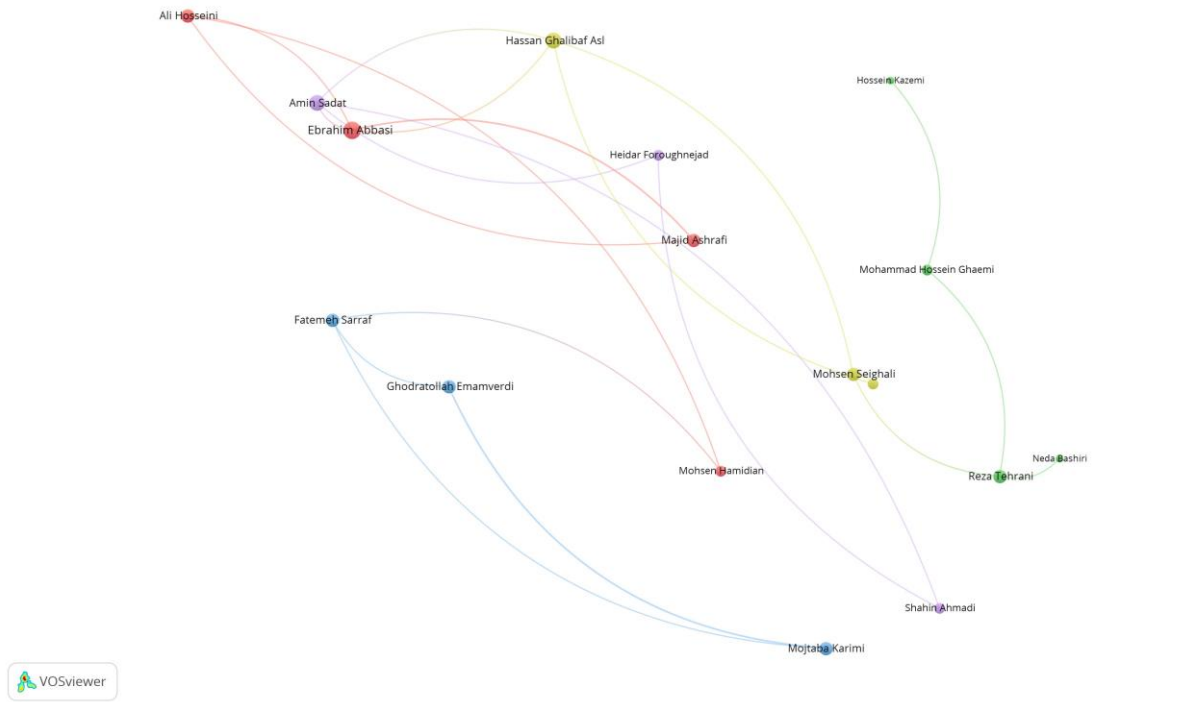 Ali Hosseini
Hassan Ghalibaf Asl
Hossein Kazemi
Amin Sadat
Ebrahim Abbasi
Heidar Foroughnejad
Majid Ashrafi
Mohammad Hossein Ghaemi
Fatemeh Sarraf
Mohsen Seighali
Ghodratollah Emamverdi
Neda Bashiri
Mohsen Hamidian
Reza Tehrani
Shahin Ahmadi
Mojtaba Karimi
VOSviewer